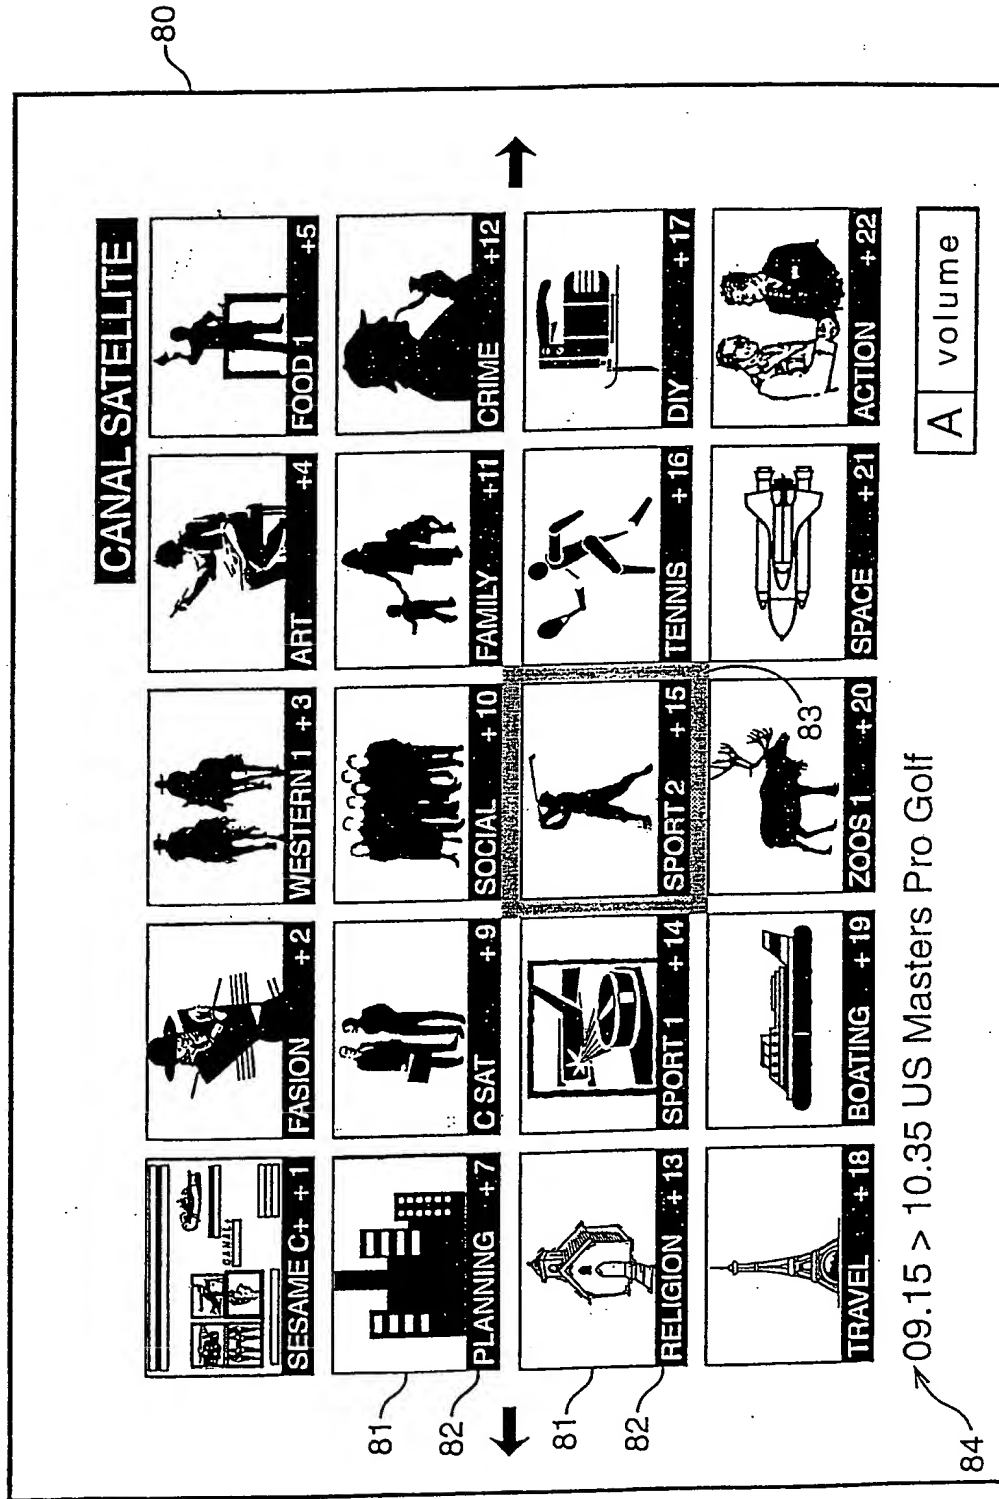 80
CANAL SATELLITE
SESAME C+ +1
FASION +2
WESTERN 1 +3
ART +4
FOOD 1 +5
PLANNING +7
C SAT +9
SOCIAL +10
FAMILY +11
CRIME +12
RELIGION +13
SPORT 1 +14
SPORT 2 +15
TENNIS +16
DIY +17
TRAVEL +18
BOATING +19
ZOOS 1 +20
SPACE +21
ACTION +22
81
82
81
82
83
09.15 > 10.35 US Masters Pro Golf
A volume
84